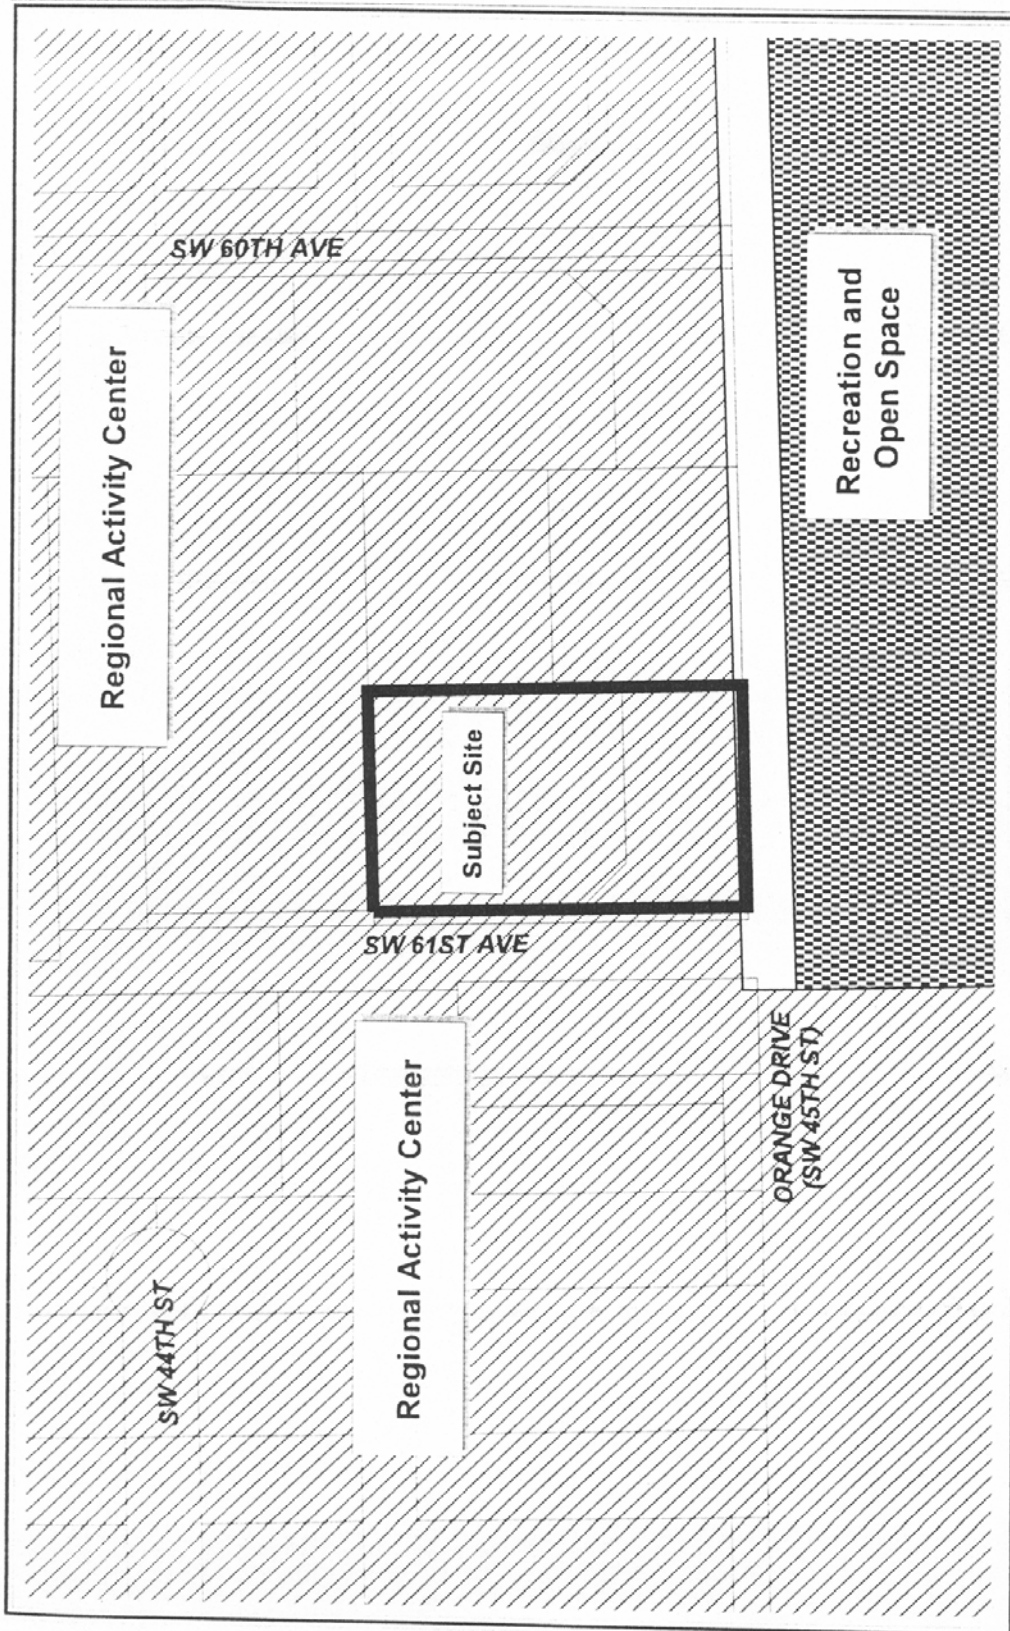 SW 60TH AVE
Regional Activity Center
Recreation and
Open Space
Subject Site
SW 61ST AVE
Regional Activity Center
ORANGE DRIVE
(SW 45TH ST)
SW 44TH ST